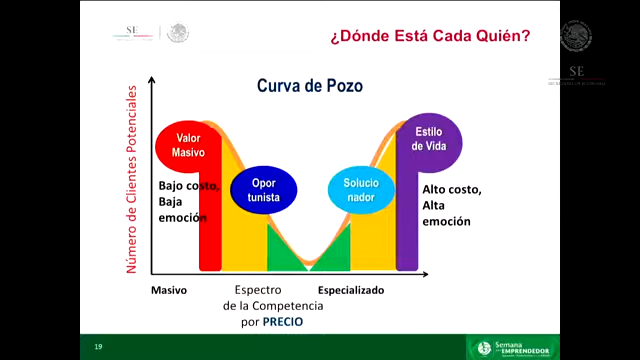 SE
¿Dónde Está Cada Quién?
SE
Curva de Pozo
Número de Clientes Potenciales
Valor
Masivo
Estilo
de Vida
Opor
tunista
Solucio
nador
Bajo costo,
Baja
emoción
Alto costo,
Alta
emoción
Masivo
Espectro
de la Competencia
por PRECIO
Especializado
19
Semana
EMPRENDEDOR